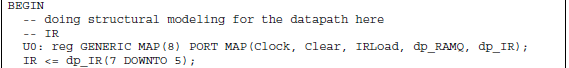 BEGIN
-- doing structural modeling for the datapath here
-- IR
U0: reg GENERIC MAP(8) PORT MAP(Clock, Clear, IRLoad, dp_RAMQ, dp_IR);
IR <= dp_IR(7 DOWNTO 5);